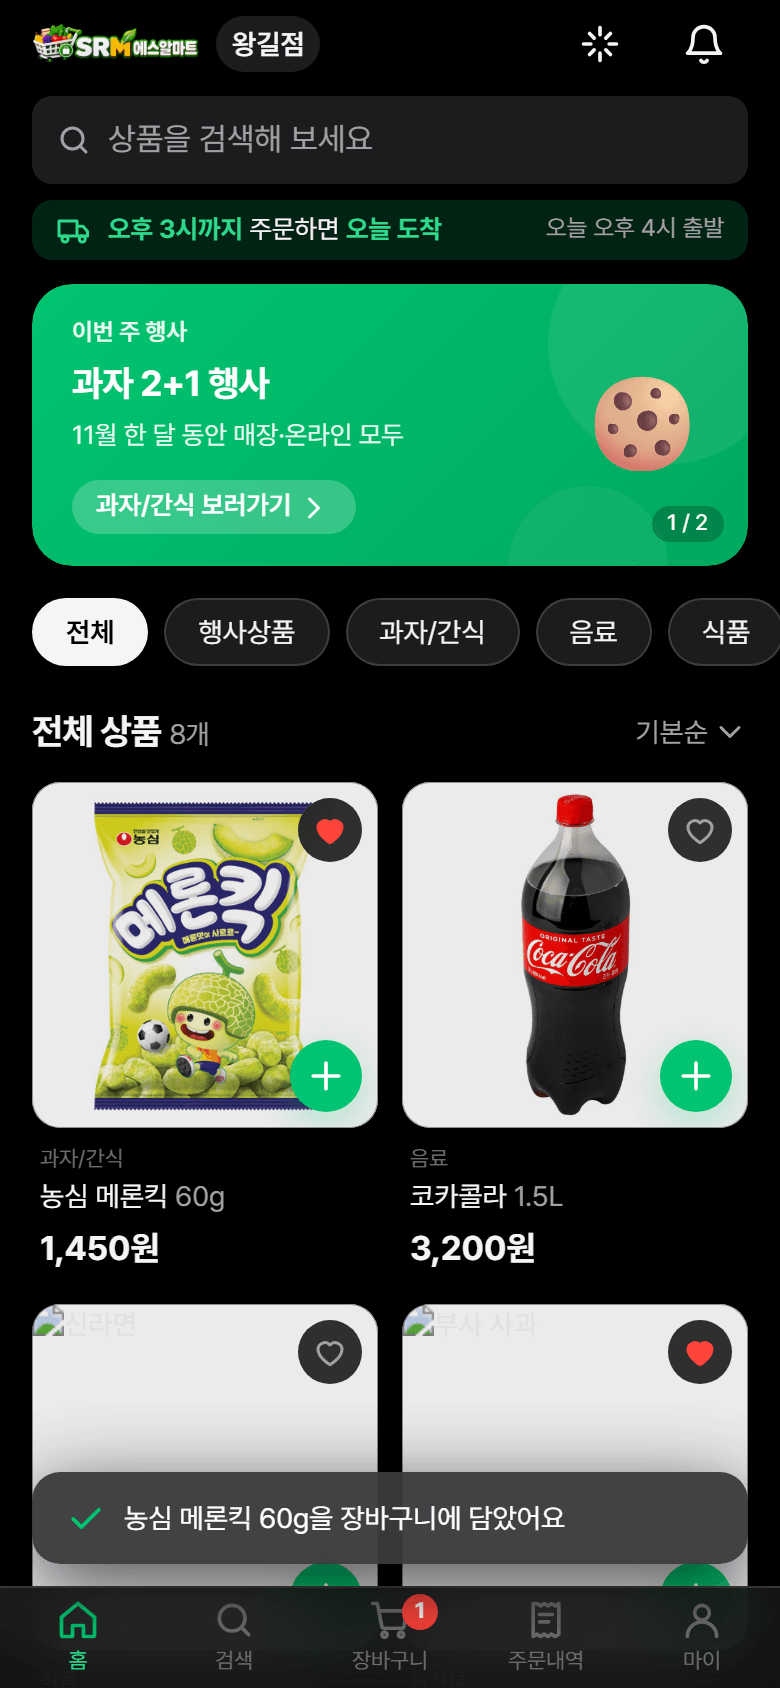 SRM 에스알마트
왕길점
상품을 검색해 보세요
오후 3시까지 주문하면 오늘 도착
오늘 오후 4시 출발
이번 주 행사
과자 2+1 행사
11월 한 달 동안 매장·온라인 모두
과자/간식 보러가기
1 / 2
전체
행사상품
과자/간식
음료
식품
전체 상품 8개
기본순
농심
메론킥
메론맛이 사르르~
ORIGINAL TASTE
Coca-Cola
과자/간식
농심 메론킥 60g
1,450원
음료
코카콜라 1.5L
3,200원
신라면
부사 사과
농심 메론킥 60g을 장바구니에 담았어요
1
홈
검색
장바구니
주문내역
마이